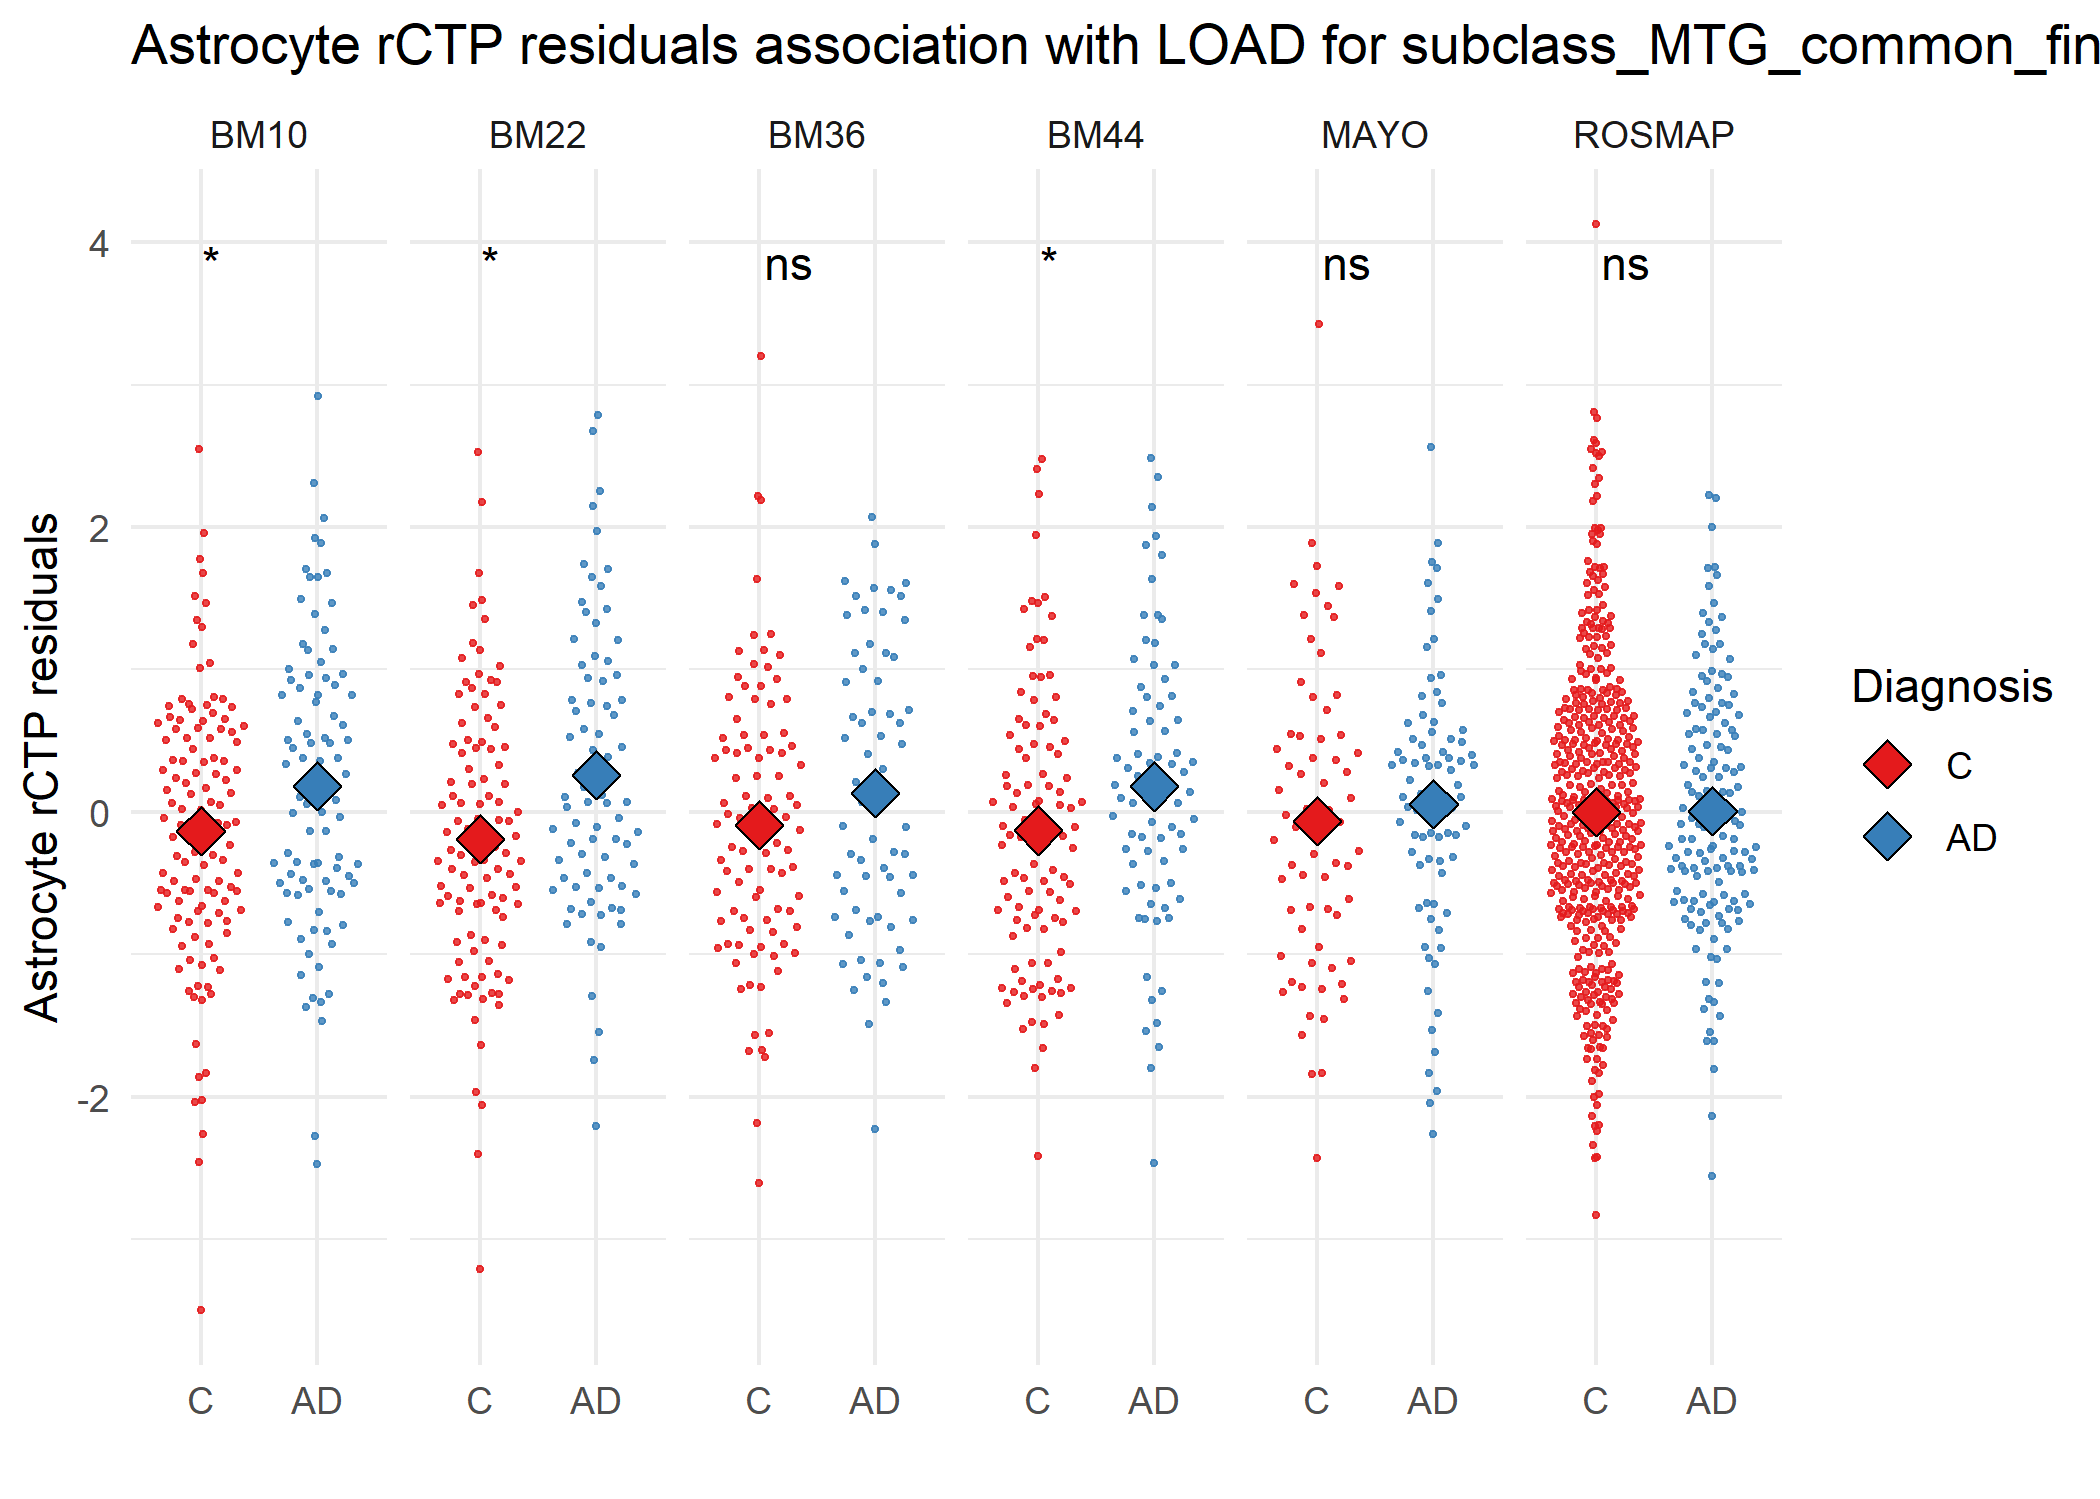 Astrocyte rCTP residuals association with LOAD for subclass_MTG_common_fin
BM10 BM22 BM36 BM44 MAYO ROSMAP
4
* * ns * ns ns
2
0
-2
Astrocyte rCTP residuals
C AD C AD C AD C AD C AD C AD
Diagnosis
C
AD